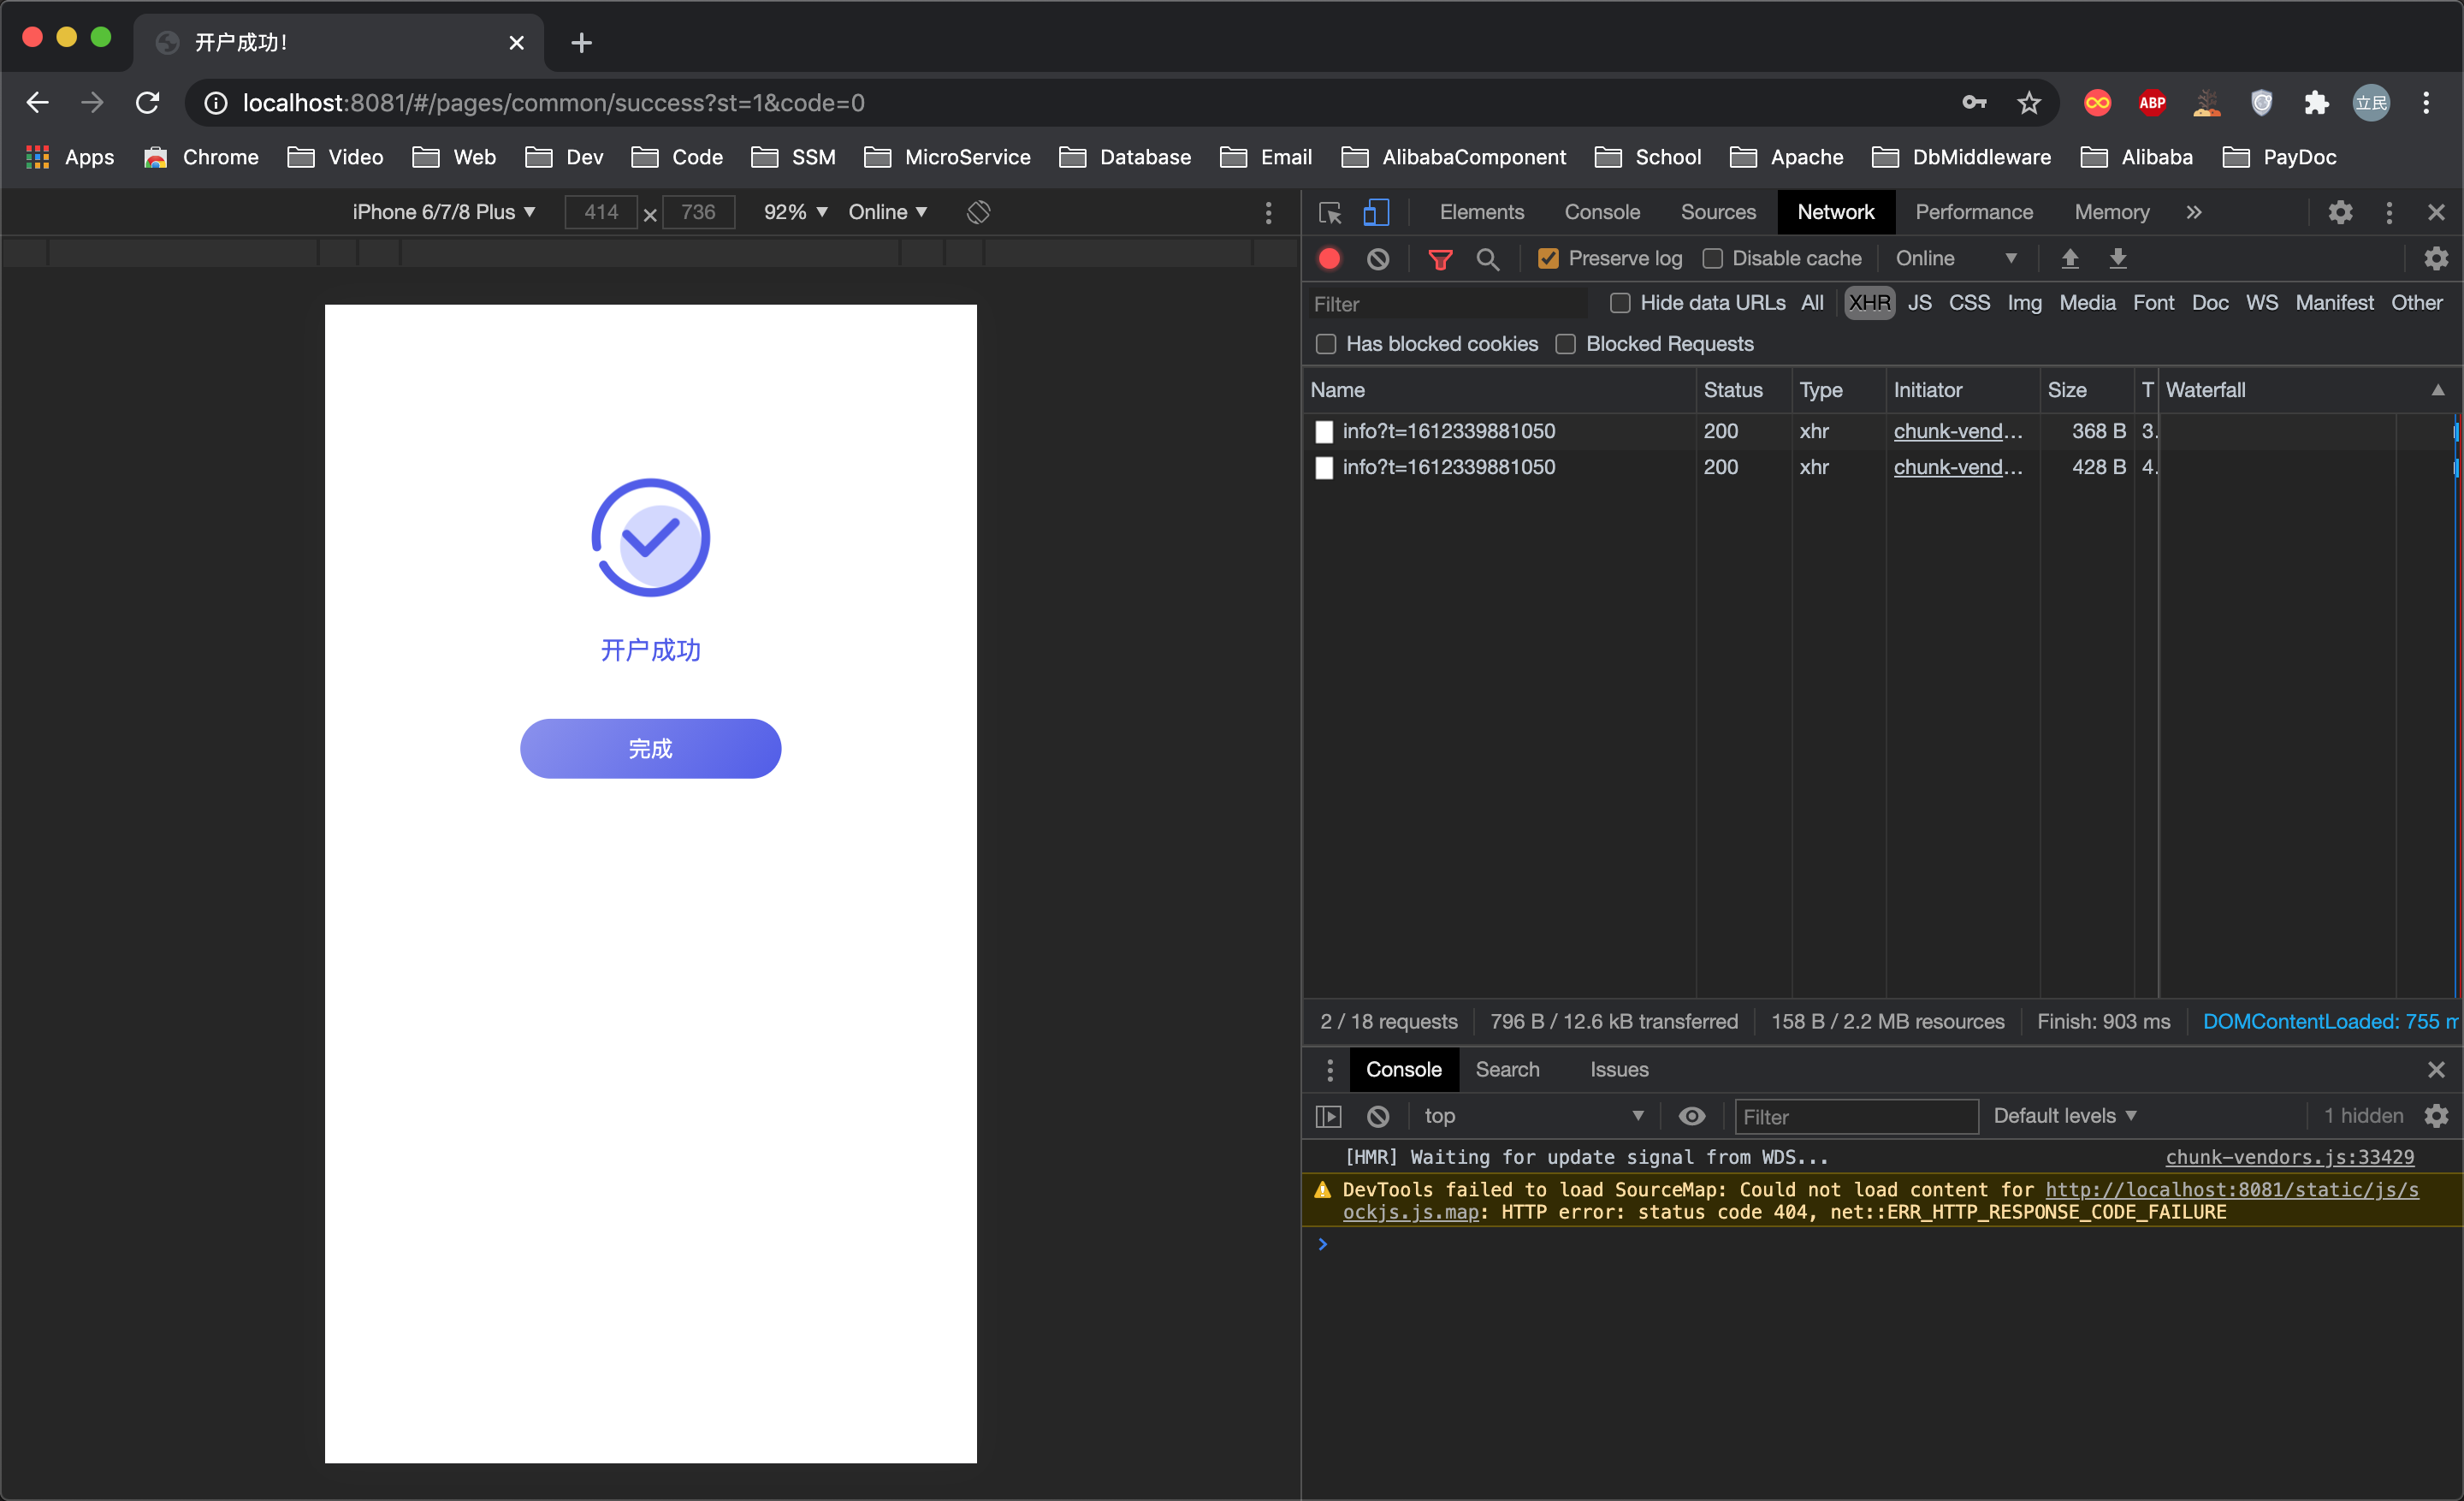 开户成功!
localhost:8081/#/pages/common/success?st=1&code=0
ABP
立民
Apps Chrome Video Web Dev Code SSM MicroService Database Email AlibabaComponent School Apache DbMiddleware Alibaba PayDoc
iPhone 6/7/8 Plus 414 × 736 92% Online
Elements Console Sources Network Performance Memory
Preserve log Disable cache Online
Filter Hide data URLs All XHR JS CSS Img Media Font Doc WS Manifest Other
Has blocked cookies Blocked Requests
Name Status Type Initiator Size T Waterfall
info?t=1612339881050 200 xhr chunk-vend... 368 B 3.
info?t=1612339881050 200 xhr chunk-vend... 428 B 4.
开户成功
完成
2 / 18 requests 796 B / 12.6 kB transferred 158 B / 2.2 MB resources Finish: 903 ms DOMContentLoaded: 755 m
Console Search Issues
top Filter Default levels 1 hidden
[HMR] Waiting for update signal from WDS... chunk-vendors.js:33429
DevTools failed to load SourceMap: Could not load content for http://localhost:8081/static/js/s
ockjs.js.map: HTTP error: status code 404, net::ERR_HTTP_RESPONSE_CODE_FAILURE